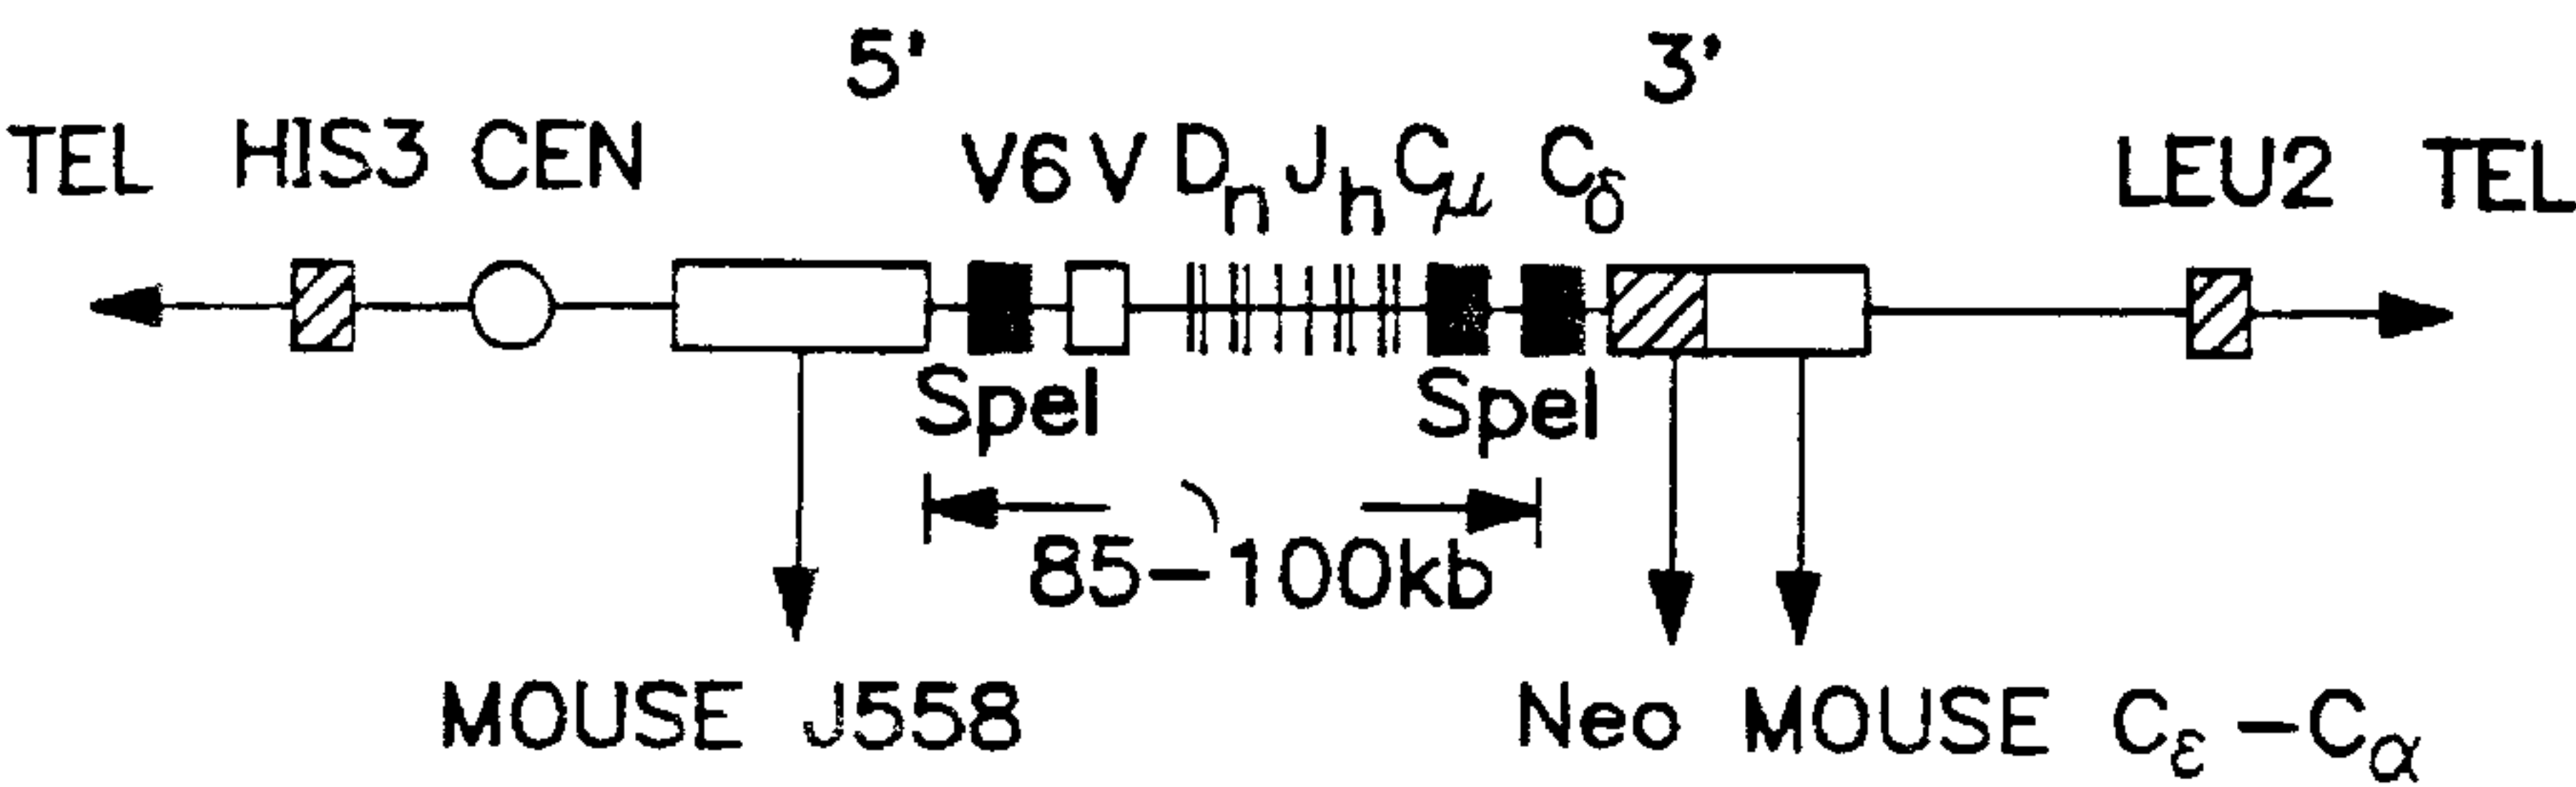 5' 3'
TEL HIS3 CEN V6 V Dn Jh Cμ Cδ LEU2 TEL
SpeI SpeI
85-100kb
MOUSE J558 Neo MOUSE Cε-Cα